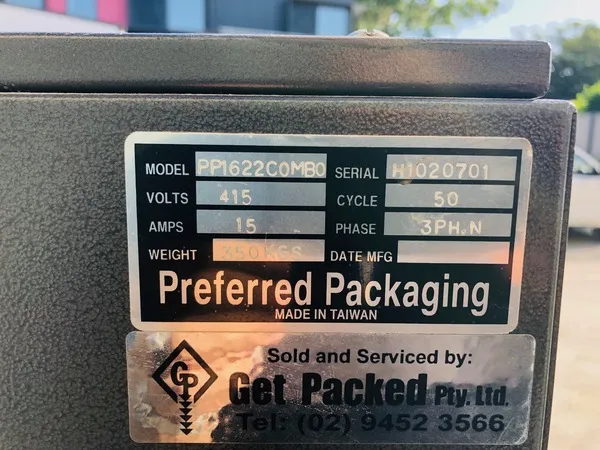 MODEL PP1622COMBO SERIAL H1020701
VOLTS 415 CYCLE 50
AMPS 15 PHASE 3PH.N
WEIGHT 350KGS DATE MFG
Preferred Packaging
MADE IN TAIWAN
Sold and Serviced by:
GP Get Packed Pty. Ltd.
Tel: (02) 9452 3566